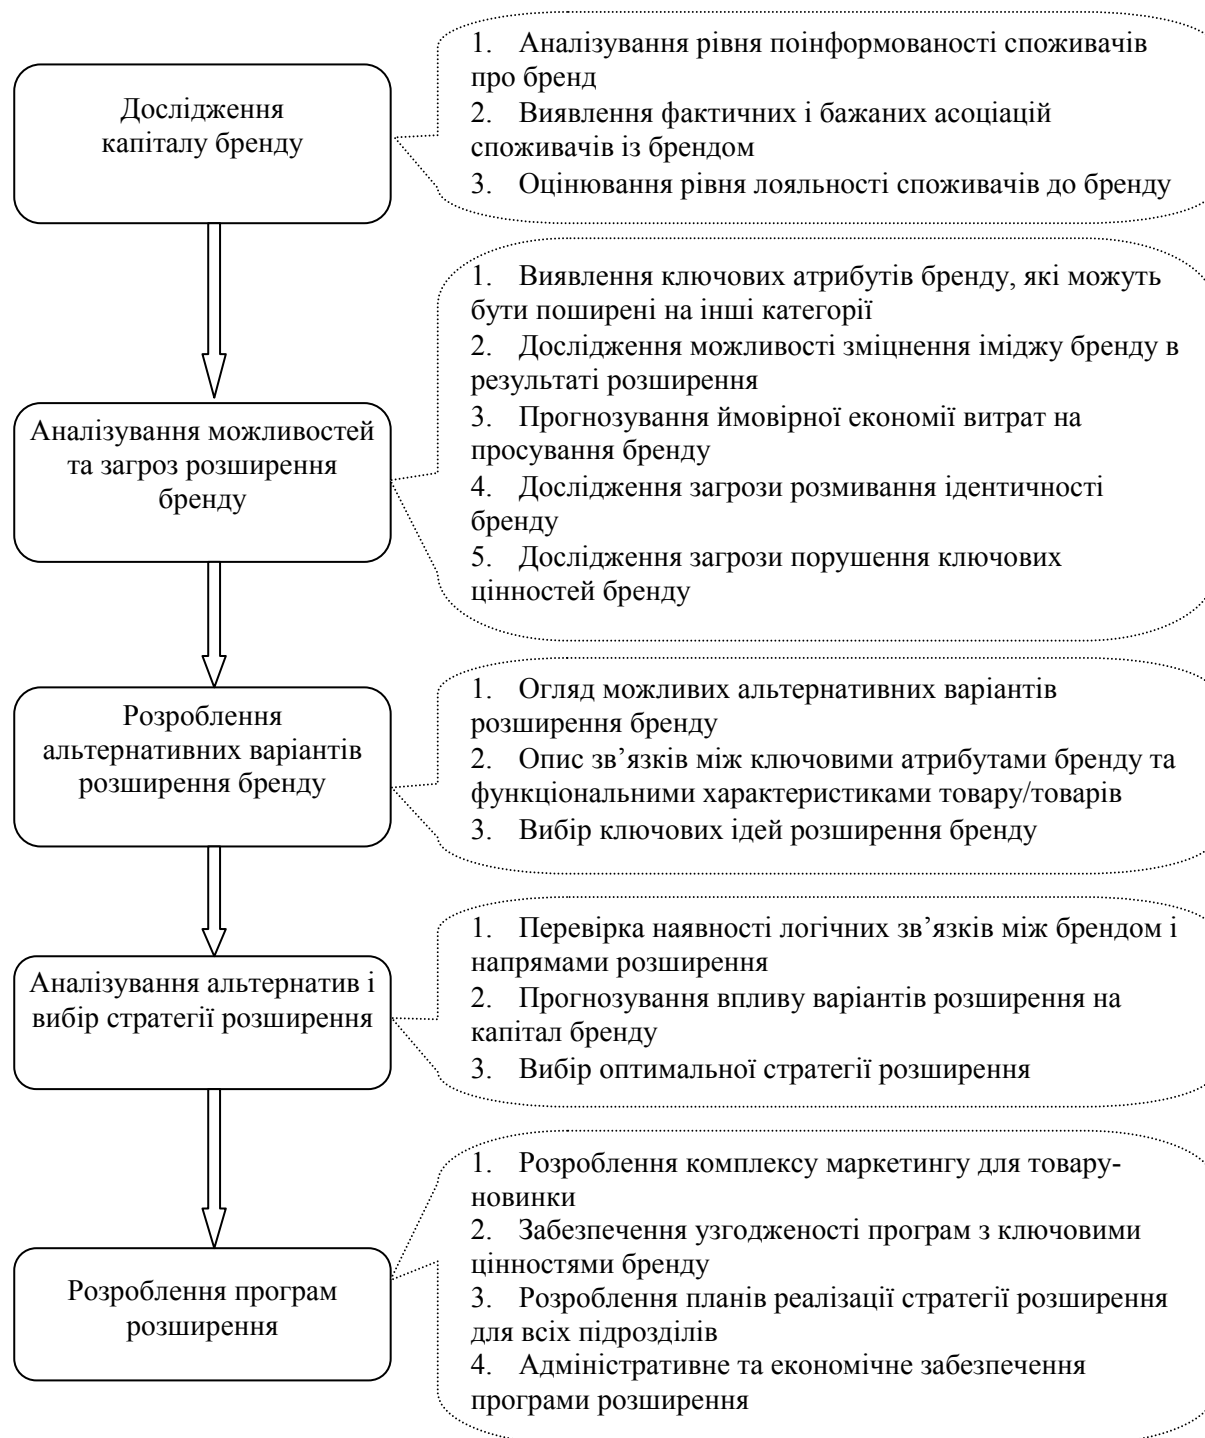 Дослідження
капіталу бренду
1. Аналізування рівня поінформованості споживачів
про бренд
2. Виявлення фактичних і бажаних асоціацій
споживачів із брендом
3. Оцінювання рівня лояльності споживачів до бренду
Аналізування можливостей
та загроз розширення
бренду
1. Виявлення ключових атрибутів бренду, які можуть
бути поширені на інші категорії
2. Дослідження можливості зміцнення іміджу бренду в
результаті розширення
3. Прогнозування ймовірної економії витрат на
просування бренду
4. Дослідження загрози розмивання ідентичності
бренду
5. Дослідження загрози порушення ключових
цінностей бренду
Розроблення
альтернативних варіантів
розширення бренду
1. Огляд можливих альтернативних варіантів
розширення бренду
2. Опис зв’язків між ключовими атрибутами бренду та
функціональними характеристиками товару/товарів
3. Вибір ключових ідей розширення бренду
Аналізування альтернатив і
вибір стратегії розширення
1. Перевірка наявності логічних зв’язків між брендом і
напрямами розширення
2. Прогнозування впливу варіантів розширення на
капітал бренду
3. Вибір оптимальної стратегії розширення
Розроблення програм
розширення
1. Розроблення комплексу маркетингу для товару-
новинки
2. Забезпечення узгодженості програм з ключовими
цінностями бренду
3. Розроблення планів реалізації стратегії розширення
для всіх підрозділів
4. Адміністративне та економічне забезпечення
програми розширення